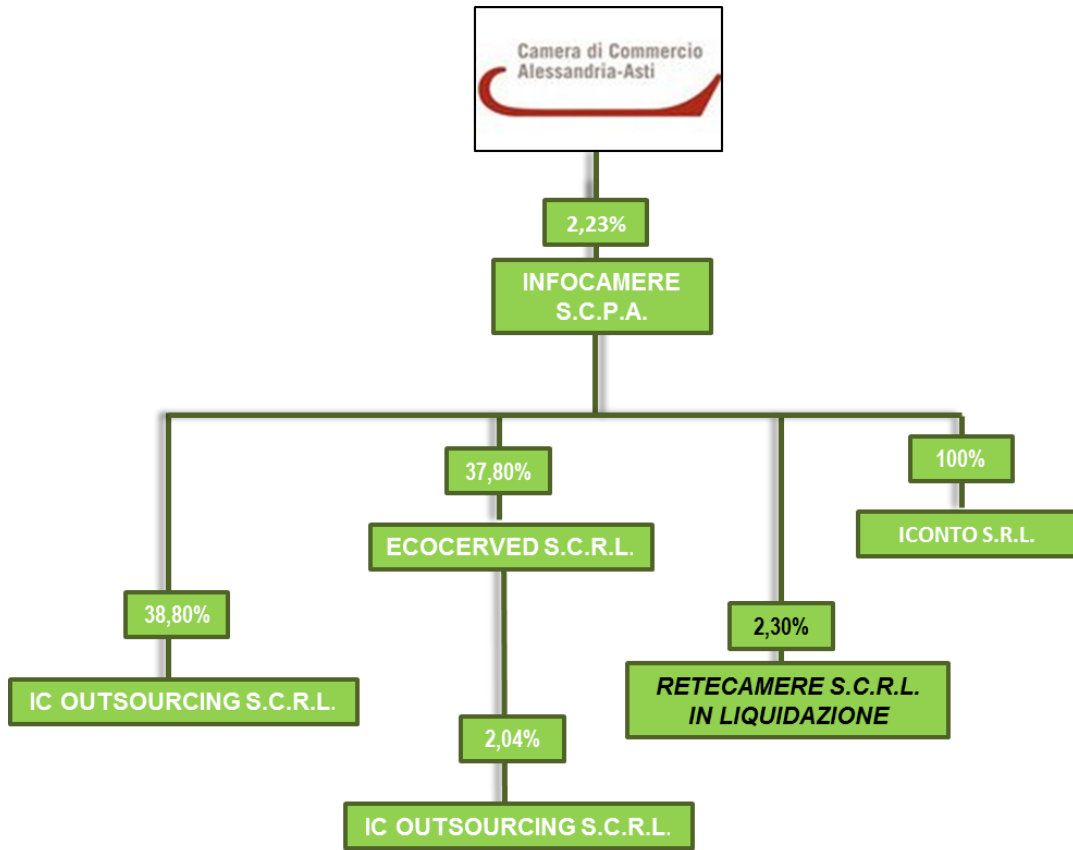 Camera di Commercio
Alessandria-Asti
2,23%
INFOCAMERE
S.C.P.A.
37,80%
100%
ECOCERVED S.C.R.L.
ICONTO S.R.L.
38,80%
2,30%
IC OUTSOURCING S.C.R.L.
RETECAMERE S.C.R.L.
IN LIQUIDAZIONE
2,04%
IC OUTSOURCING S.C.R.L.